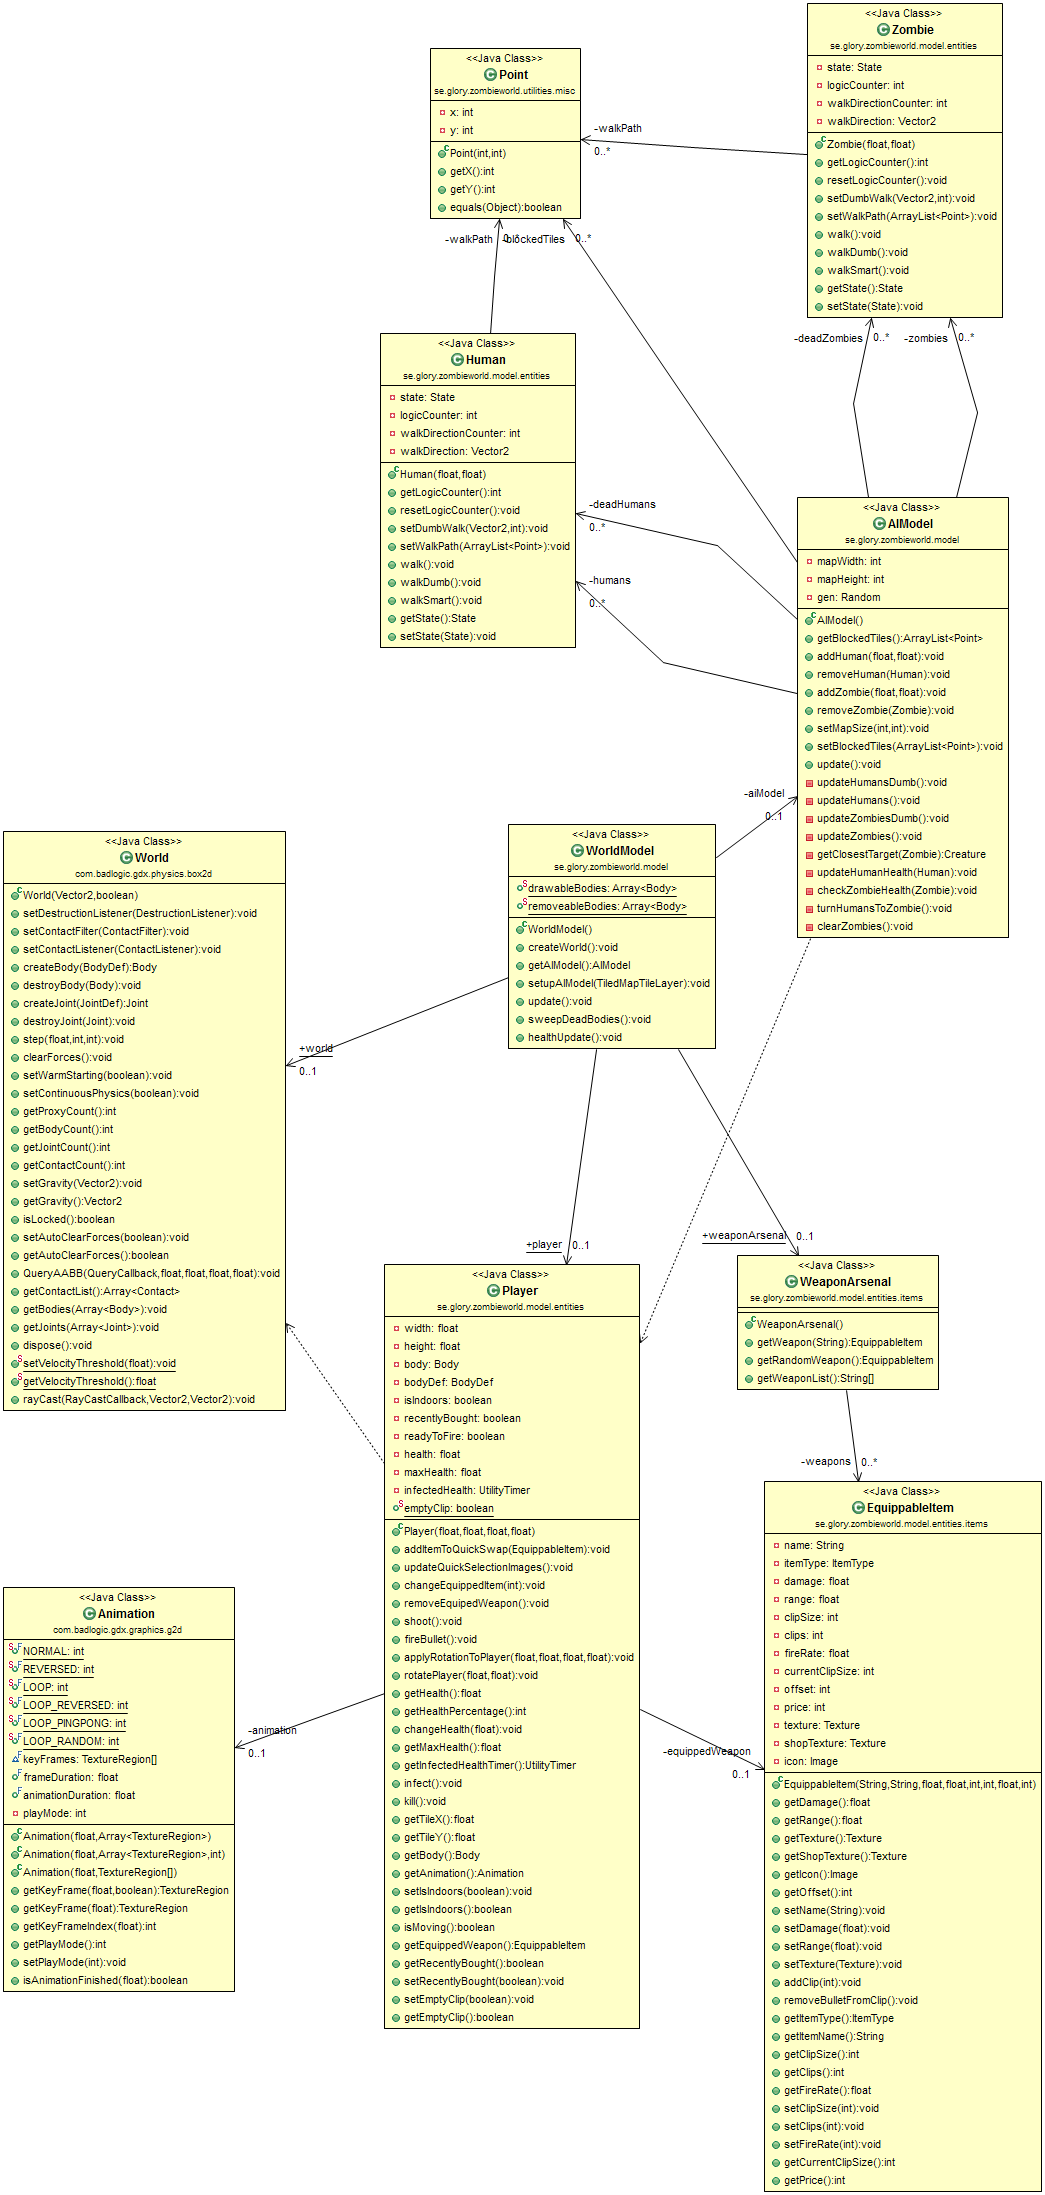 <<Java Class>>
Zombie
se.glory.zombieworld.model.entities
state: State
logicCounter: int
walkDirectionCounter: int
walkDirection: Vector2
Zombie(float,float)
getLogicCounter():int
resetLogicCounter():void
setDumbWalk(Vector2,int):void
setWalkPath(ArrayList<Point>):void
walk():void
walkDumb():void
walkSmart():void
getState():State
setState(State):void
<<Java Class>>
Point
se.glory.zombieworld.utilities.misc
x: int
y: int
Point(int,int)
getX():int
getY():int
equals(Object):boolean
-walkPath
0..*
-walkPath
0..*
-blockedTiles
0..*
-deadZombies
0..*
-zombies
0..*
<<Java Class>>
Human
se.glory.zombieworld.model.entities
state: State
logicCounter: int
walkDirectionCounter: int
walkDirection: Vector2
Human(float,float)
getLogicCounter():int
resetLogicCounter():void
setDumbWalk(Vector2,int):void
setWalkPath(ArrayList<Point>):void
walk():void
walkDumb():void
walkSmart():void
getState():State
setState(State):void
-deadHumans
0..*
-humans
0..*
<<Java Class>>
AIModel
se.glory.zombieworld.model
mapWidth: int
mapHeight: int
gen: Random
AIModel()
getBlockedTiles():ArrayList<Point>
addHuman(float,float):void
removeHuman(Human):void
addZombie(float,float):void
removeZombie(Zombie):void
setMapSize(int,int):void
setBlockedTiles(ArrayList<Point>):void
update():void
updateHumansDumb():void
updateHumans():void
updateZombiesDumb():void
updateZombies():void
getClosestTarget(Zombie):Creature
updateHumanHealth(Human):void
checkZombieHealth(Zombie):void
turnHumansToZombie():void
clearZombies():void
-aiModel
0..1
<<Java Class>>
WorldModel
se.glory.zombieworld.model
drawableBodies: Array<Body>
removeableBodies: Array<Body>
WorldModel()
createWorld():void
getAIModel():AIModel
setupAIModel(TiledMapTileLayer):void
update():void
sweepDeadBodies():void
healthUpdate():void
<<Java Class>>
World
com.badlogic.gdx.physics.box2d
World(Vector2,boolean)
setDestructionListener(DestructionListener):void
setContactFilter(ContactFilter):void
setContactListener(ContactListener):void
createBody(BodyDef):Body
destroyBody(Body):void
createJoint(JointDef):Joint
destroyJoint(Joint):void
step(float,int,int):void
clearForces():void
setWarmStarting(boolean):void
setContinuousPhysics(boolean):void
getProxyCount():int
getBodyCount():int
getJointCount():int
getContactCount():int
setGravity(Vector2):void
getGravity():Vector2
isLocked():boolean
setAutoClearForces(boolean):void
getAutoClearForces():boolean
QueryAABB(QueryCallback,float,float,float,float):void
getContactList():Array<Contact>
getBodies(Array<Body>):void
getJoints(Array<Joint>):void
dispose():void
setVelocityThreshold(float):void
getVelocityThreshold():float
rayCast(RayCastCallback,Vector2,Vector2):void
+world
0..1
+player
0..1
+weaponArsenal
0..1
<<Java Class>>
WeaponArsenal
se.glory.zombieworld.model.entities.items
WeaponArsenal()
getWeapon(String):EquippableItem
getRandomWeapon():EquippableItem
getWeaponList():String[]
-weapons
0..*
<<Java Class>>
Player
se.glory.zombieworld.model.entities
width: float
height: float
body: Body
bodyDef: BodyDef
isIndoors: boolean
recentlyBought: boolean
readyToFire: boolean
health: float
maxHealth: float
infectedHealth: UtilityTimer
emptyClip: boolean
Player(float,float,float,float)
addItemToQuickSwap(EquippableItem):void
updateQuickSelectionImages():void
changeEquippedItem(int):void
removeEquipedWeapon():void
shoot():void
fireBullet():void
applyRotationToPlayer(float,float,float,float):void
rotatePlayer(float,float):void
getHealth():float
getHealthPercentage():int
changeHealth(float):void
getMaxHealth():float
getInfectedHealthTimer():UtilityTimer
infect():void
kill():void
getTileX():float
getTileY():float
getBody():Body
getAnimation():Animation
setIsIndoors(boolean):void
getIsIndoors():boolean
isMoving():boolean
getEquippedWeapon():EquippableItem
getRecentlyBought():boolean
setRecentlyBought(boolean):void
setEmptyClip(boolean):void
getEmptyClip():boolean
-animation
0..1
-equippedWeapon
0..1
<<Java Class>>
Animation
com.badlogic.gdx.graphics.g2d
NORMAL: int
REVERSED: int
LOOP: int
LOOP_REVERSED: int
LOOP_PINGPONG: int
LOOP_RANDOM: int
keyFrames: TextureRegion[]
frameDuration: float
animationDuration: float
playMode: int
Animation(float,Array<TextureRegion>)
Animation(float,Array<TextureRegion>,int)
Animation(float,TextureRegion[])
getKeyFrame(float,boolean):TextureRegion
getKeyFrame(float):TextureRegion
getKeyFrameIndex(float):int
getPlayMode():int
setPlayMode(int):void
isAnimationFinished(float):boolean
<<Java Class>>
EquippableItem
se.glory.zombieworld.model.entities.items
name: String
itemType: ItemType
damage: float
range: float
clipSize: int
clips: int
fireRate: float
currentClipSize: int
offset: int
price: int
texture: Texture
shopTexture: Texture
icon: Image
EquippableItem(String,String,float,float,int,int,float,int)
getDamage():float
getRange():float
getTexture():Texture
getShopTexture():Texture
getIcon():Image
getOffset():int
setName(String):void
setDamage(float):void
setRange(float):void
setTexture(Texture):void
addClip(int):void
removeBulletFromClip():void
getItemType():ItemType
getItemName():String
getClipSize():int
getClips():int
getFireRate():float
setClipSize(int):void
setClips(int):void
setFireRate(int):void
getCurrentClipSize():int
getPrice():int